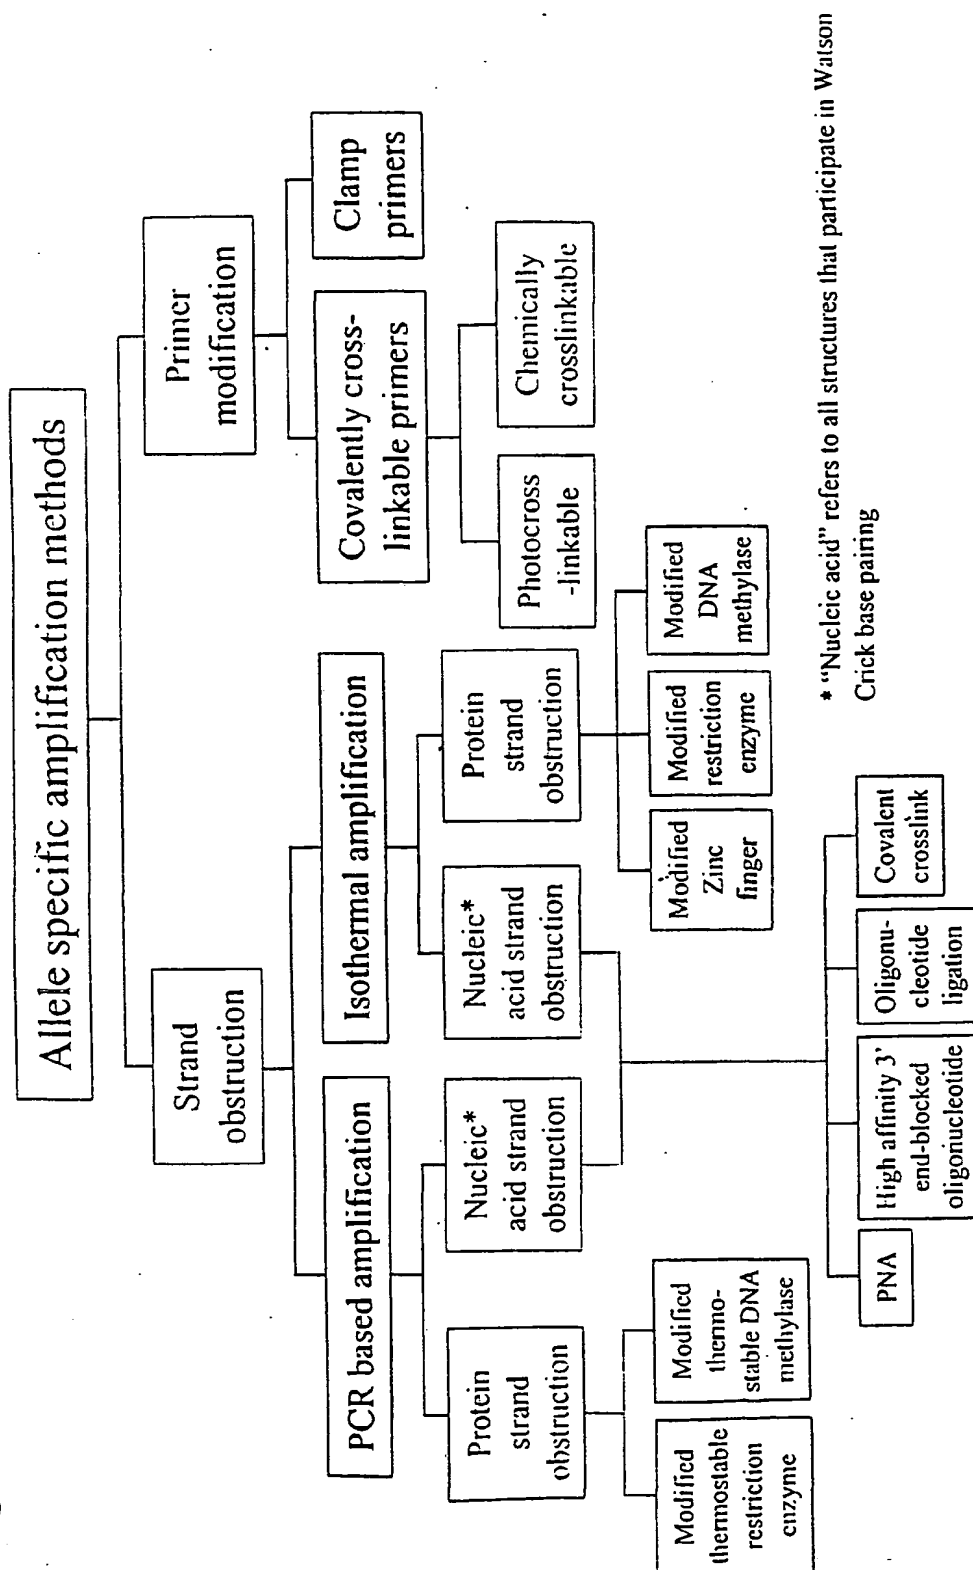 Allele specific amplification methods
Strand
obstruction
Primer
modification
PCR based amplification
Isothermal amplification
Covalently cross-
linkable primers
Clamp
primers
Protein
strand
obstruction
Nucleic*
acid strand
obstruction
Nucleic*
acid strand
obstruction
Protein
strand
obstruction
Photocross
-linkable
Chemically
crosslinkable
Modified
thermostable
restriction
enzyme
Modified
thermo-
stable DNA
methylase
Modified
Zinc
finger
Modified
restriction
enzyme
Modified
DNA
methylase
PNA
High affinity 3'
end-blocked
oligonucleotide
Oligonu-
cleotide
ligation
Covalent
crosslink
* "Nucleic acid" refers to all structures that participate in Watson
Crick base pairing